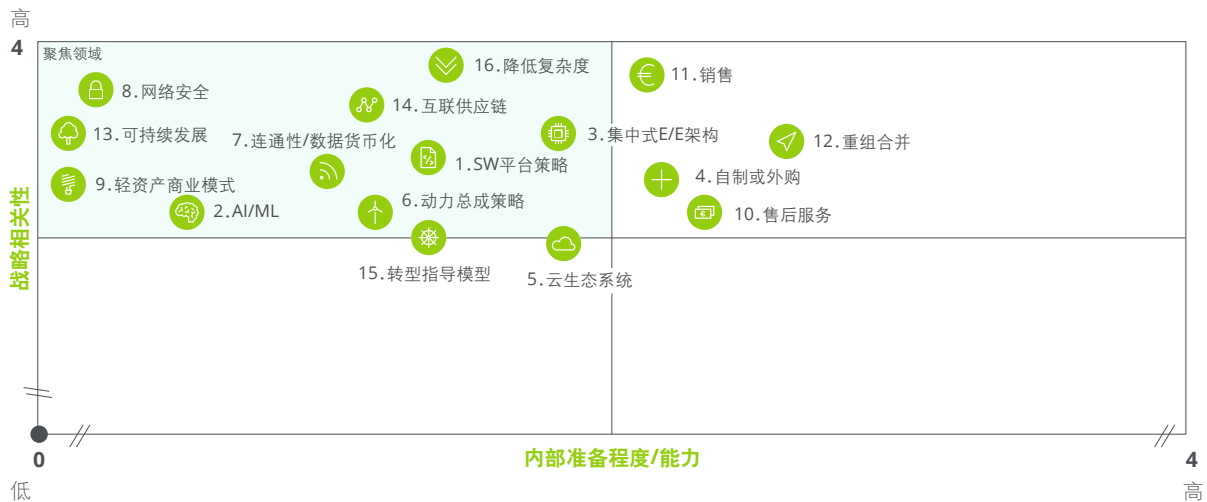 高
4
聚焦领域
16.降低复杂度
11.销售
8.网络安全
14.互联供应链
13.可持续发展
7.连通性/数据货币化
3.集中式E/E架构
12.重组合并
1.SW平台策略
9.轻资产商业模式
4.自制或外购
2.AI/ML
6.动力总成策略
10.售后服务
战略相关性
15.转型指导模型
5.云生态系统
0
内部准备程度/能力
4
低
高